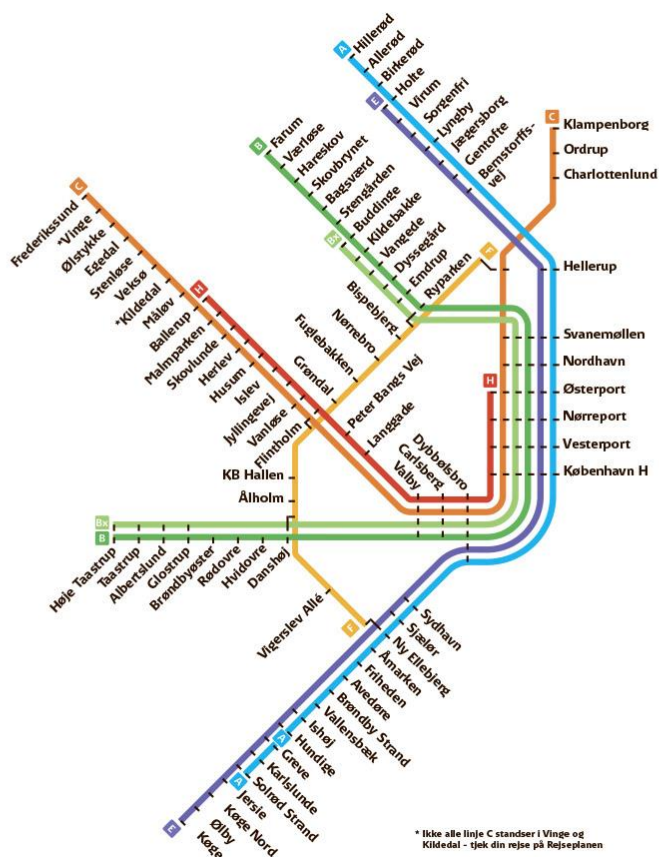 A
Hillerød
Allerød
Birkerød
Holte
Virum
Sorgenfri
Lyngby
Jægersborg
Gentofte
Bernstorffs-
vej
E
C
Klampenborg
Ordrup
Charlottenlund
B
Farum
Værløse
Hareskov
Skovbrynet
Bagsværd
Stengården
Buddinge
Kildebakke
Vangede
Dyssegård
Emdrup
Ryparken
Bx
F
Hellerup
C
Frederikssund
*Vinge
Ølstykke
Egedal
Stenløse
Veksø
*Kildedal
Måløv
Ballerup
Malmparken
Skovlunde
Herlev
Husum
Islev
Jyllingevej
Vanløse
Flintholm
H
Bispebjerg
Nørrebro
Fuglebakken
Grøndal
Peter Bangs Vej
Langgade
Valby
Carlsberg
Dybbølsbro
H
Svanemøllen
Nordhavn
Østerport
Nørreport
Vesterport
København H
KB Hallen
Ålholm
Bx
B
Høje Taastrup
Taastrup
Albertslund
Glostrup
Brøndbyøster
Rødovre
Hvidovre
Danshøj
Vigerslev Allé
F
Sydhavn
Sjælør
Ny Ellebjerg
Åmarken
Friheden
Avedøre
Brøndby Strand
Vallensbæk
Ishøj
Hundige
A
Greve
Karlslunde
Solrød Strand
A
Jersie
Køge Nord
Ølby
Køge
E
* Ikke alle linje C standser i Vinge og
Kildedal - tjek din rejse på Rejseplanen